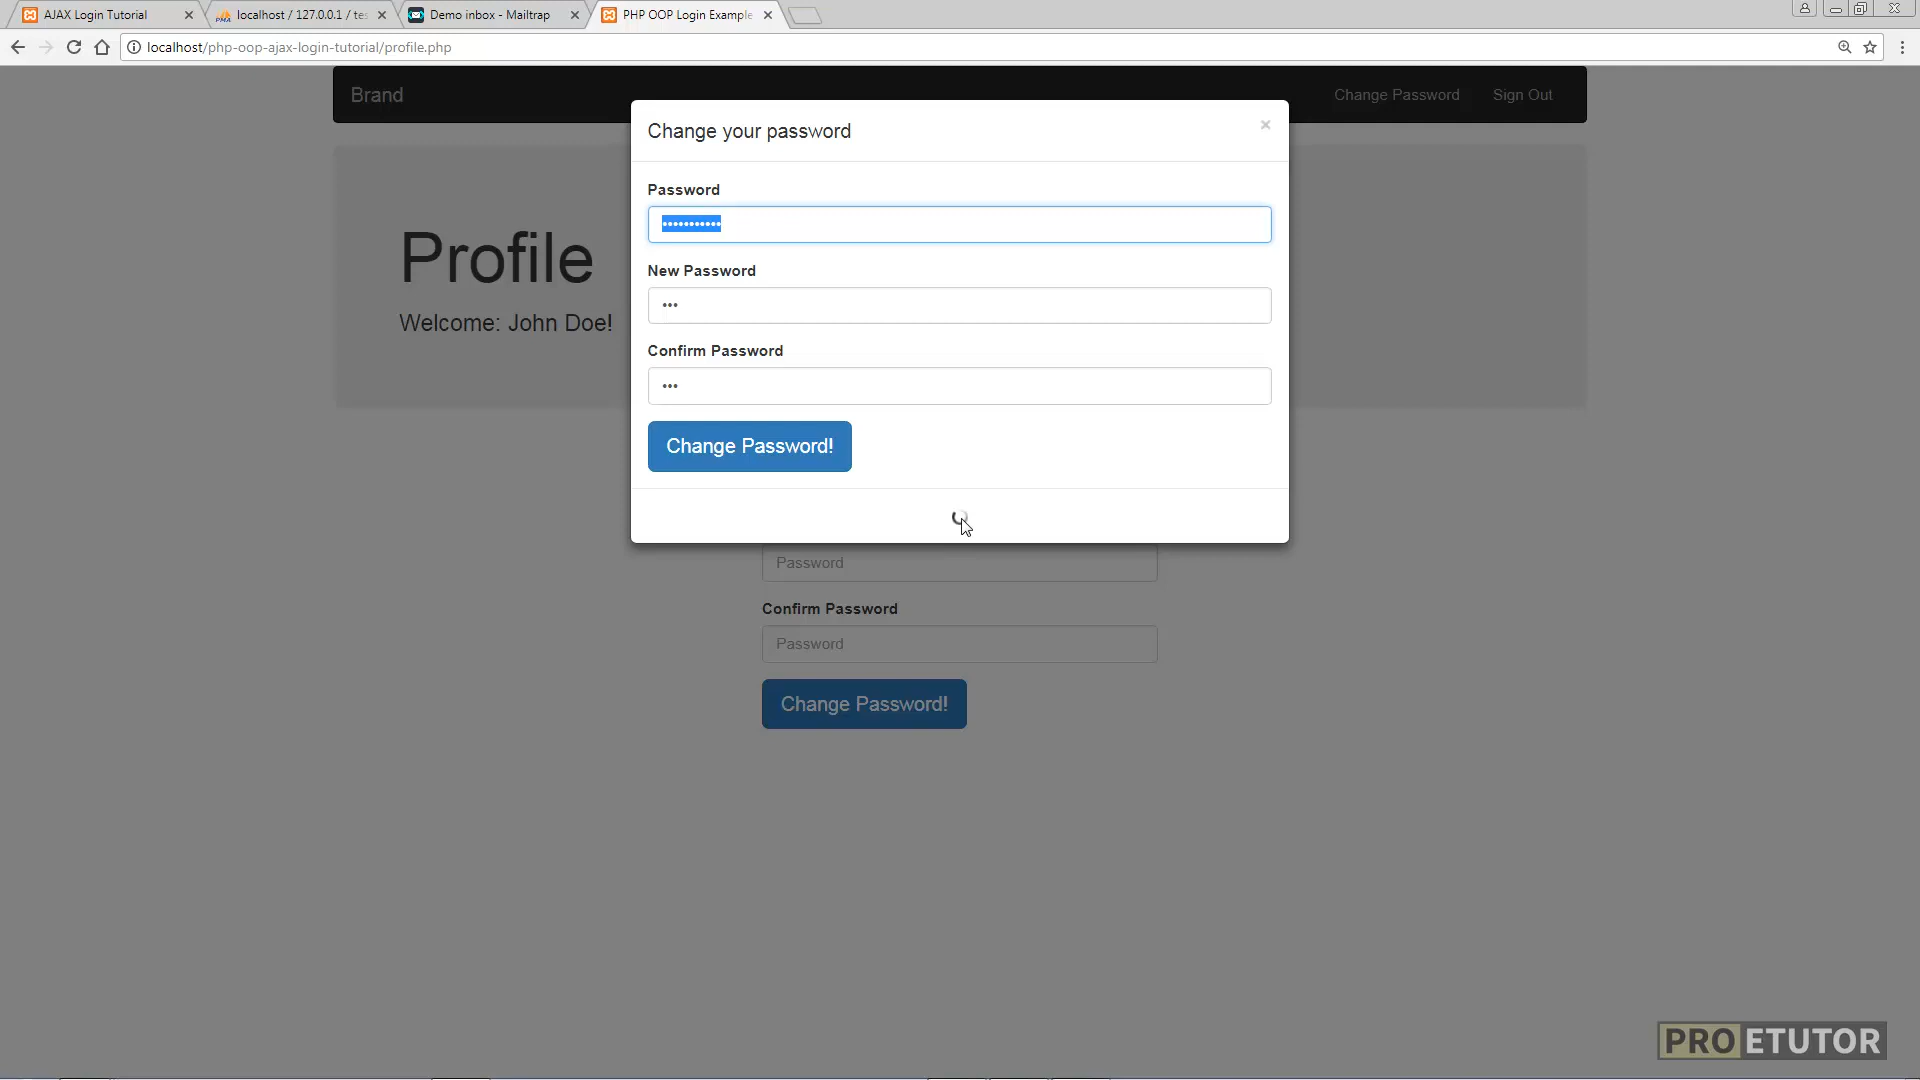 AJAX Login Tutorial
localhost / 127.0.0.1 / tes
Demo inbox - Mailtrap
PHP OOP Login Example
localhost/php-oop-ajax-login-tutorial/profile.php
Brand
Change Password
Sign Out
Change your password
×
Password
•••••••••••
New Password
•••
Confirm Password
•••
Change Password!
Profile
Welcome: John Doe!
Password
Confirm Password
Password
Change Password!
PROETUTOR